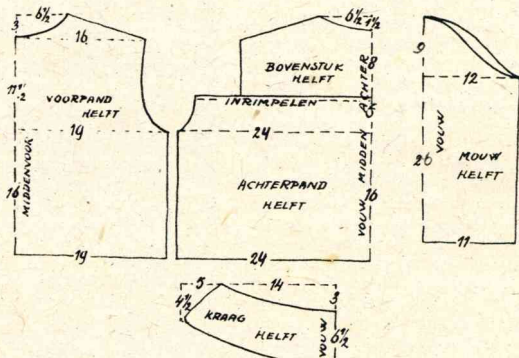 3
6½
16
11½
VOORPAND
HELFT
19
MIDDENVOOR
16
19
6½
1½
8
BOVENSTUK
HELFT
INRIMPELEN
5
24
ACHTERPAND
HELFT
VOUW MIDDEN ACHTER
16
24
9
12
VOUW
26
MOUW
HELFT
11
5
14
4½
3
KRAAG
HELFT
VOUW
6½